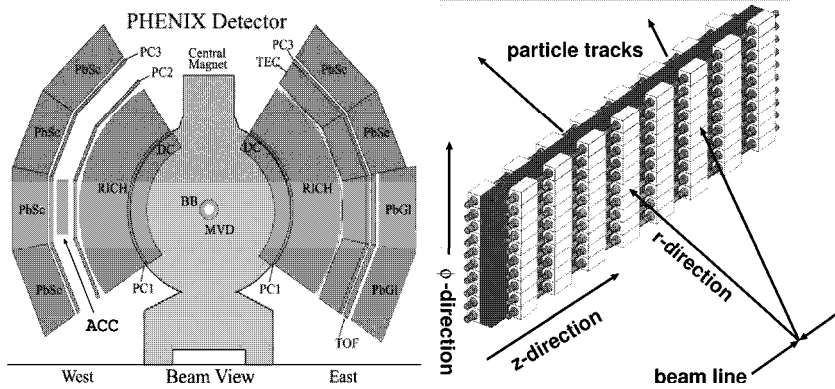 PHENIX Detector
Central
Magnet
PC3
PC2
TEC
PC3
PbSc
PbSc
PbSc
PbSc
PbSc
PbSc
PbGl
PbGl
DC
DC
RICH
RICH
BB
MVD
PC1
PC1
ACC
TOF
West
Beam View
East
particle tracks
ϕ-direction
z-direction
r-direction
beam line